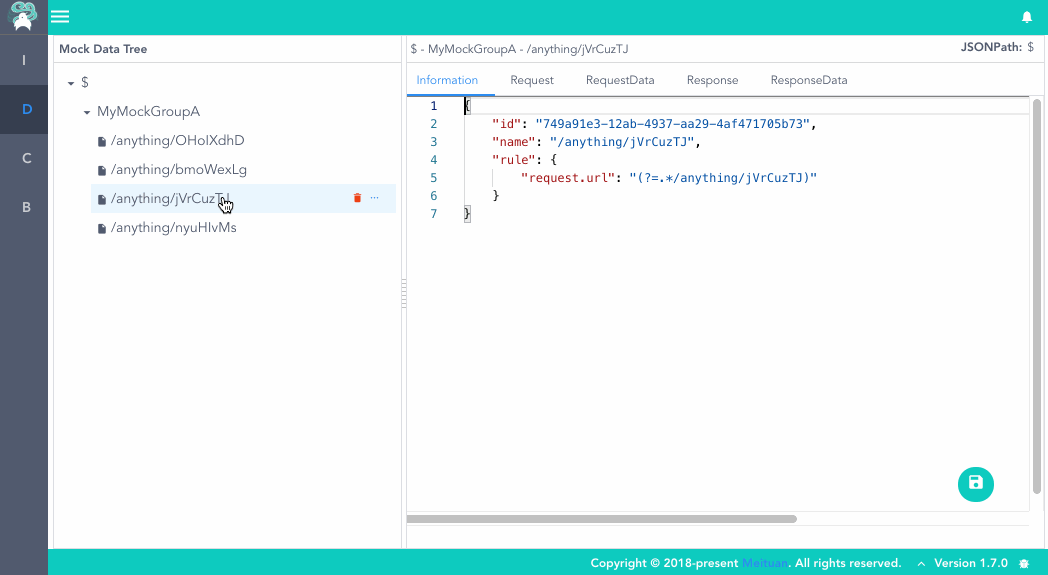 I
D
C
B
Mock Data Tree
$
MyMockGroupA
/anything/OHoIXdhD
/anything/bmoWexLg
/anything/jVrCuzTJ
/anything/nyuHIvMs
$ - MyMockGroupA - /anything/jVrCuzTJ
JSONPath: $
Information Request RequestData Response ResponseData
1 {
2 "id": "749a91e3-12ab-4937-aa29-4af471705b73",
3 "name": "/anything/jVrCuzTJ",
4 "rule": {
5 "request.url": "(?=.*/anything/jVrCuzTJ)"
6 }
7 }
Copyright © 2018-present Meituan. All rights reserved. Version 1.7.0